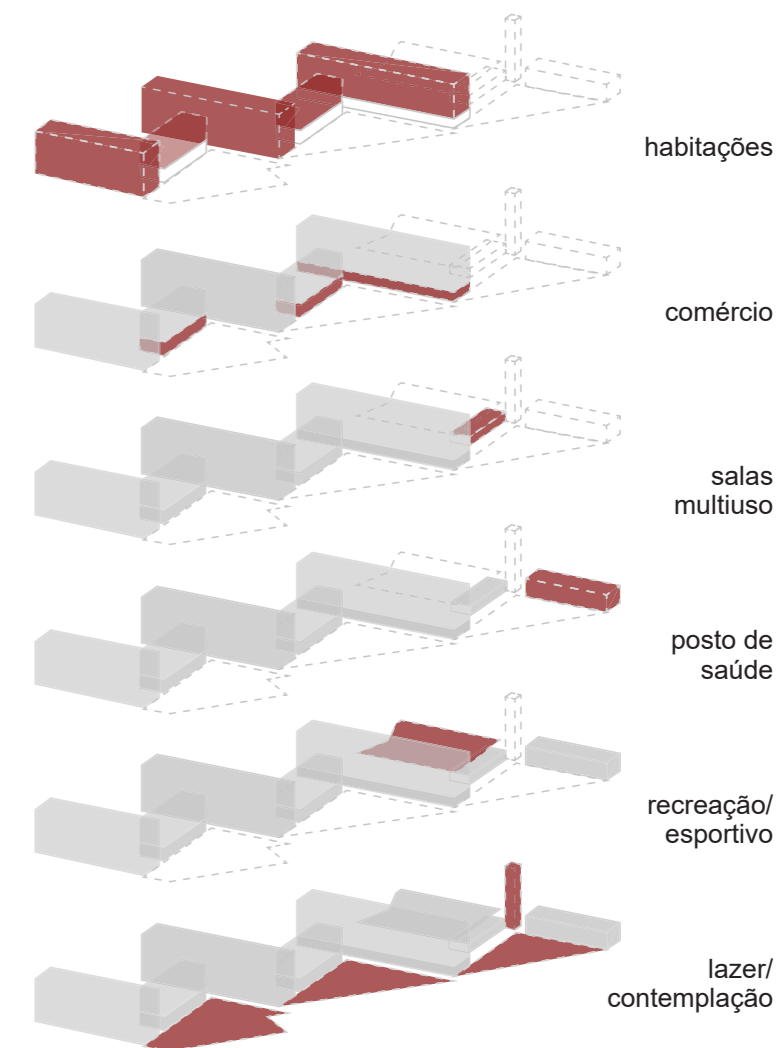 habitações
comércio
salas
multiuso
posto de
saúde
recreação/
esportivo
lazer/
contemplação